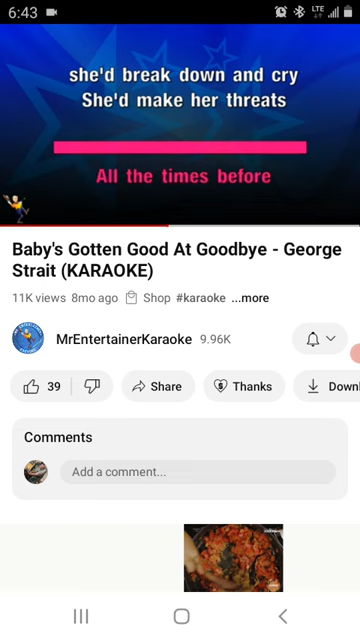 6:43
LTE
she'd break down and cry
She'd make her threats
All the times before
Baby's Gotten Good At Goodbye - George
Strait (KARAOKE)
11K views 8mo ago Shop #karaoke ...more
MrEntertainerKaraoke 9.96K
39 Share Thanks Downl
Comments
Add a comment...